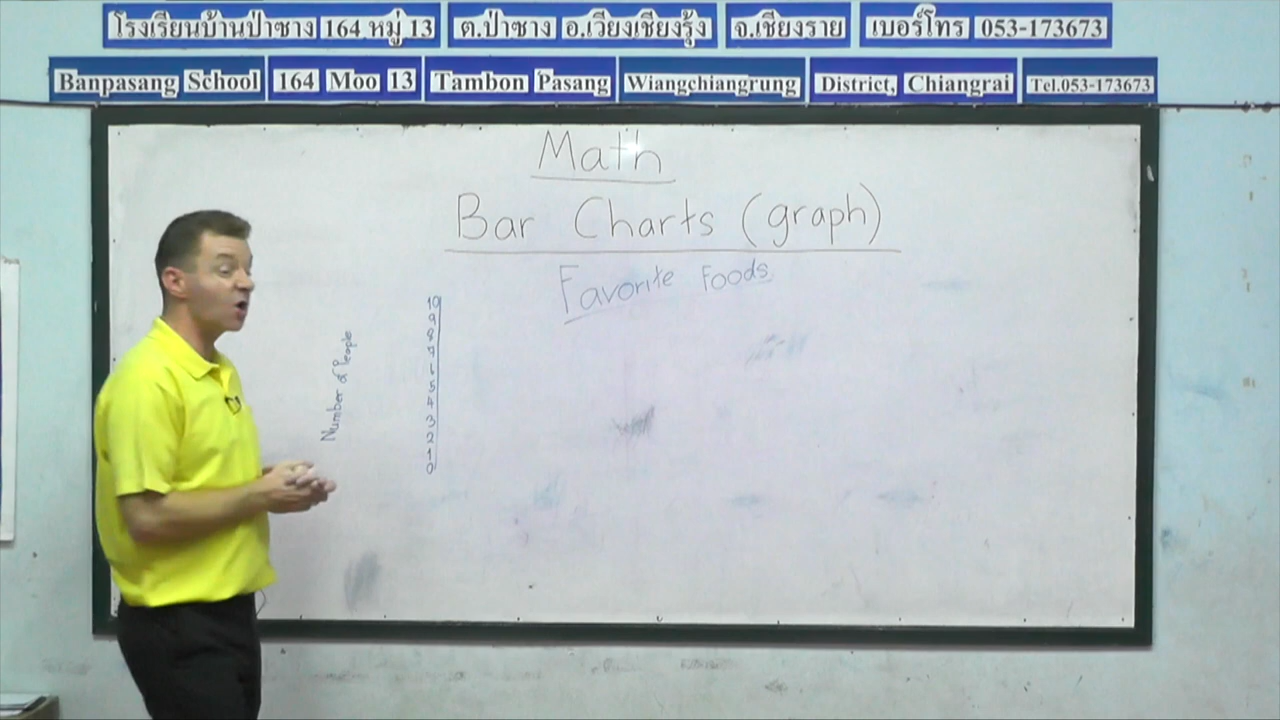 โรงเรียนบ้านป่าซาง 164 หมู่ 13 ต.ป่าซาง อ.เวียงเชียงรุ้ง จ.เชียงราย เบอร์โทร 053-173673
Banpasang School 164 Moo 13 Tambon Pasang Wiangchiangrung District, Chiangrai Tel.053-173673
Math
Bar Charts (graph)
Favorite Foods
Number of People
10
9
8
7
6
5
4
3
2
1
0